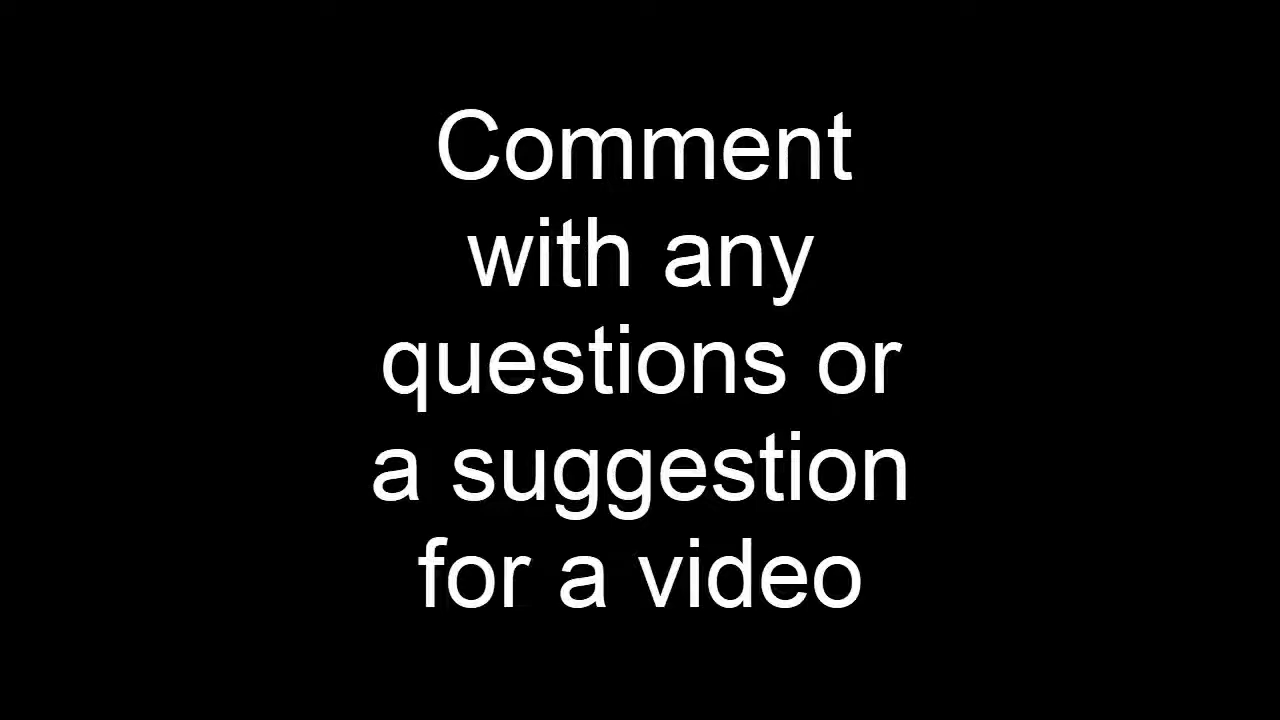 Comment
with any
questions or
a suggestion
for a video